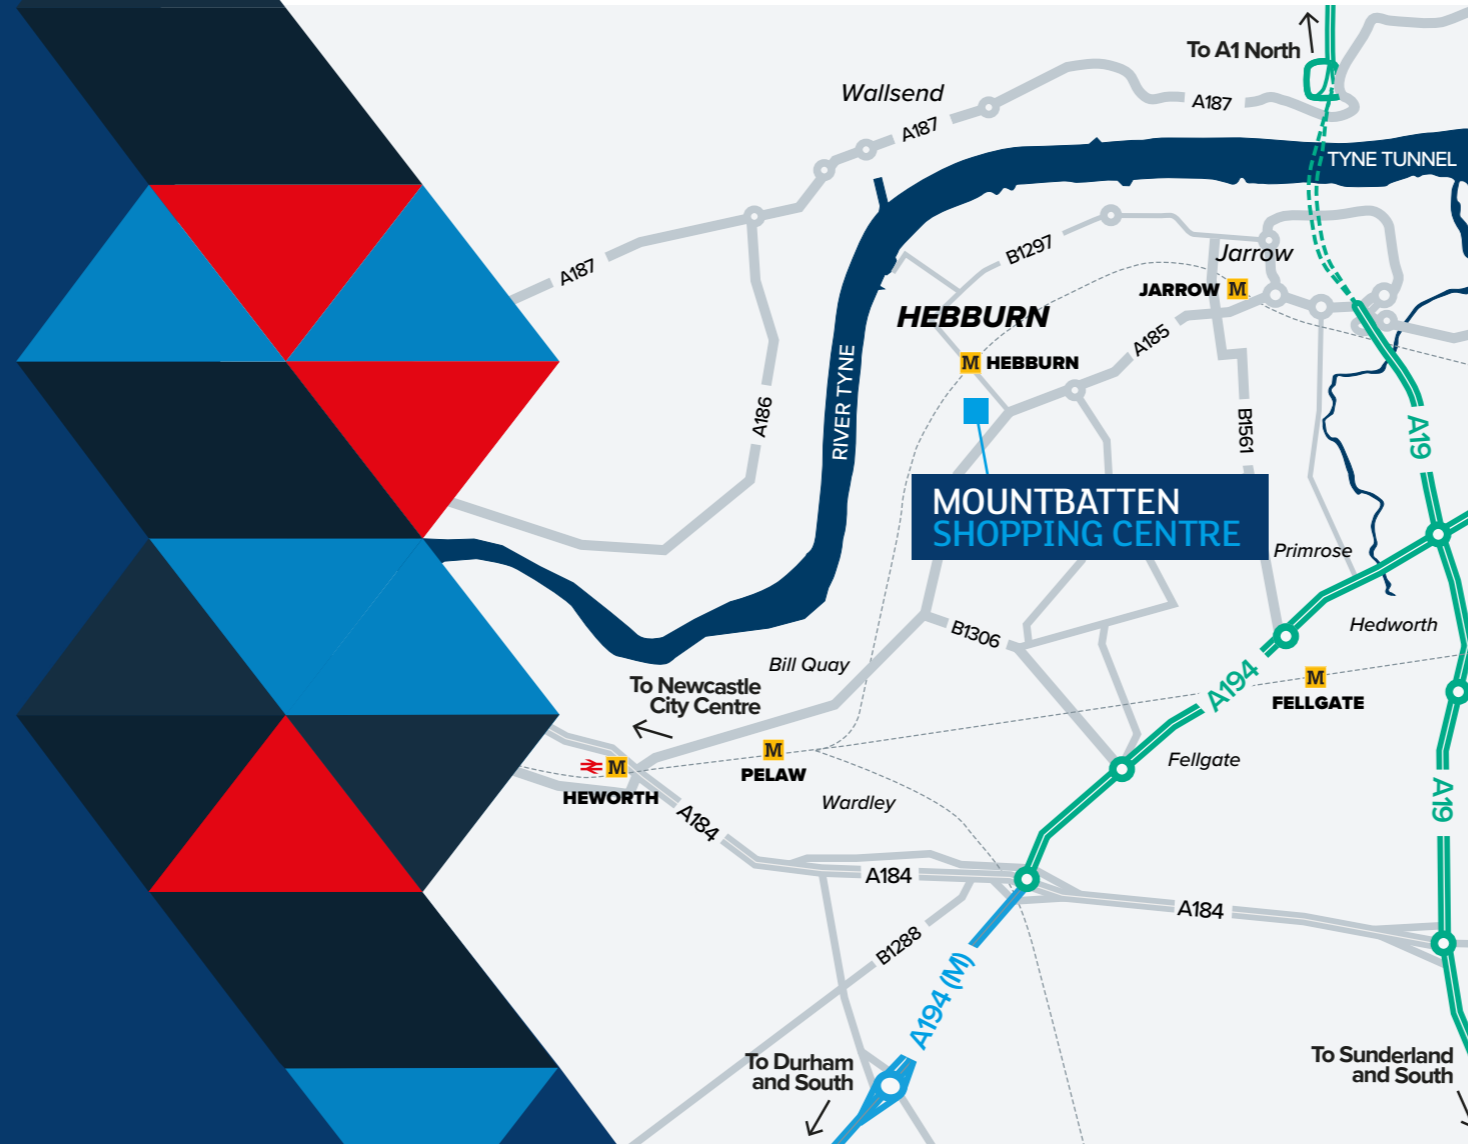 To A1 North
Wallsend
A187
A187
TYNE TUNNEL
B1297
Jarrow
A187
JARROW M
HEBBURN
A185
M HEBBURN
RIVER TYNE
A186
B1561
A19
MOUNTBATTEN
SHOPPING CENTRE
Primrose
Hedworth
B1306
Bill Quay
To Newcastle
City Centre
A194
M
FELLGATE
M
PELAW
Fellgate
M
HEWORTH
Wardley
A184
A19
A184
A184
B1288
A194 (M)
To Durham
and South
To Sunderland
and South